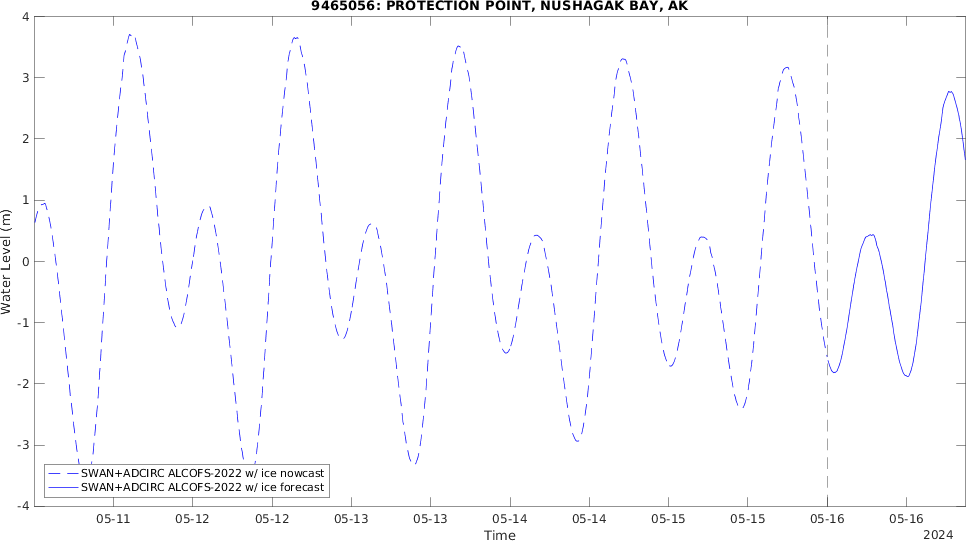 9465056: PROTECTION POINT, NUSHAGAK BAY, AK
4
3
2
1
0
-1
-2
-3
-4
Water Level (m)
SWAN+ADCIRC ALCOFS-2022 w/ ice nowcast
SWAN+ADCIRC ALCOFS-2022 w/ ice forecast
05-11 05-12 05-12 05-13 05-13 05-14 05-14 05-15 05-15 05-16 05-16
Time
2024